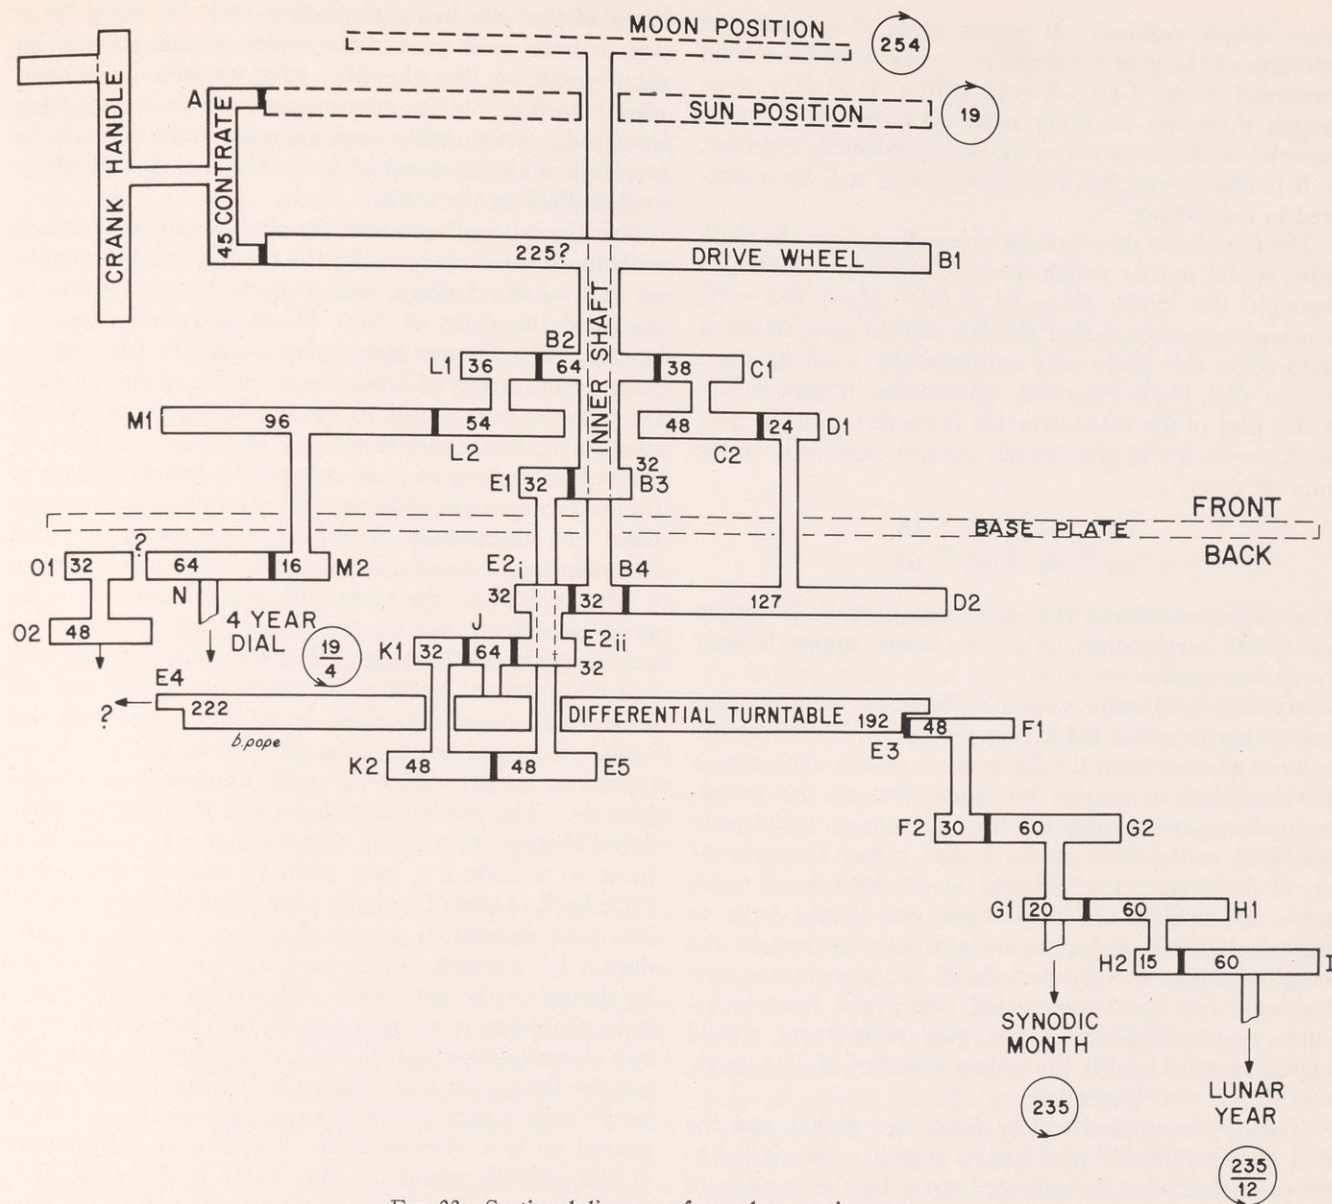 MOON POSITION
254
A
SUN POSITION
19
CRANK HANDLE
45 CONTRATE
225?
DRIVE WHEEL
B1
INNER SHAFT
B2
L1
36
64
38
C1
M1
96
54
48
24
D1
L2
C2
32
E1
32
B3
FRONT
BASE PLATE
BACK
?
O1
32
64
16
M2
E2i
B4
N
32
32
127
D2
O2
48
4 YEAR
DIAL
19
4
J
K1
32
64
E2ii
32
E4
?
222
b.pope
DIFFERENTIAL TURNTABLE
192
48
F1
E3
K2
48
48
E5
F2
30
60
G2
G1
20
60
H1
H2
15
60
I
SYNODIC
MONTH
235
LUNAR
YEAR
235
12